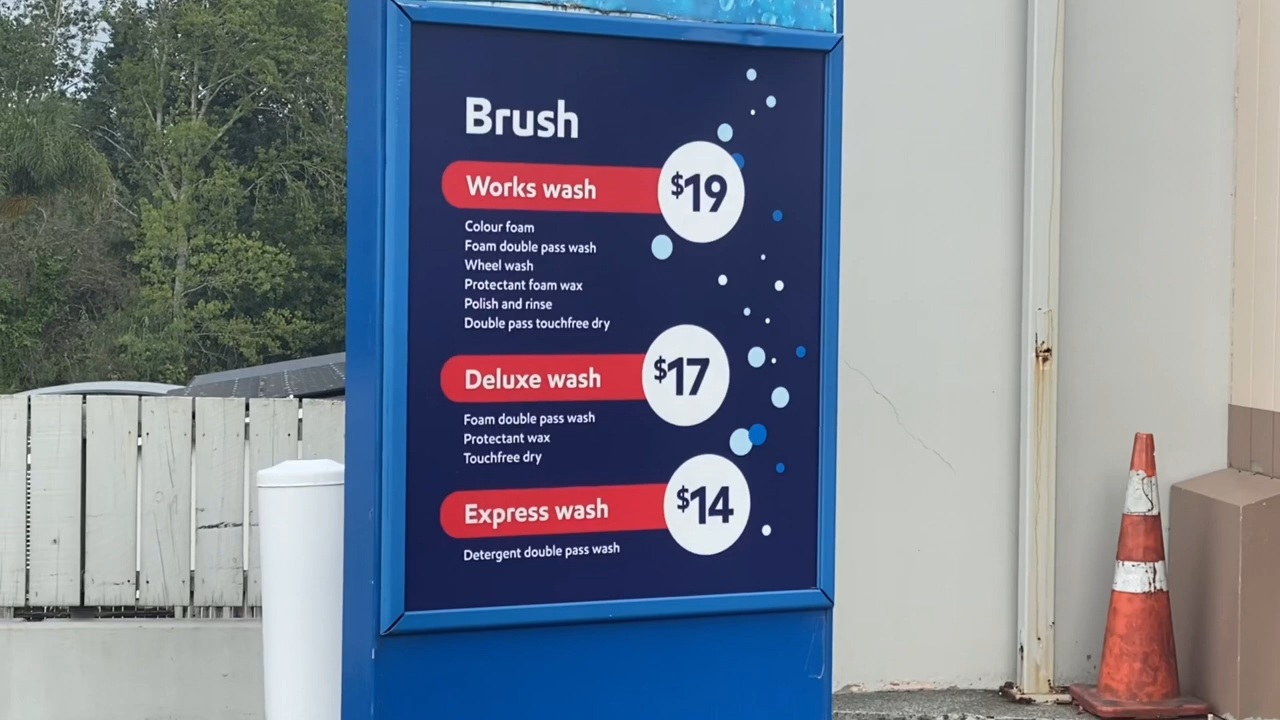 Brush
Works wash $19
Colour foam
Foam double pass wash
Wheel wash
Protectant foam wax
Polish and rinse
Double pass touchfree dry
Deluxe wash $17
Foam double pass wash
Protectant wax
Touchfree dry
Express wash $14
Detergent double pass wash